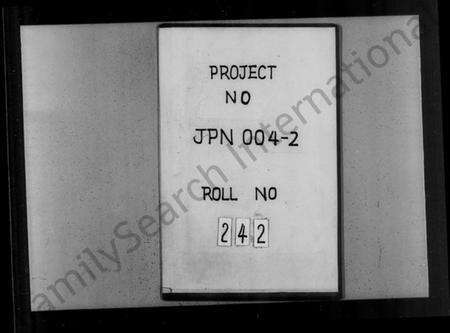 PROJECT
NO
JPN 004-2
ROLL NO
242
FamilySearch International